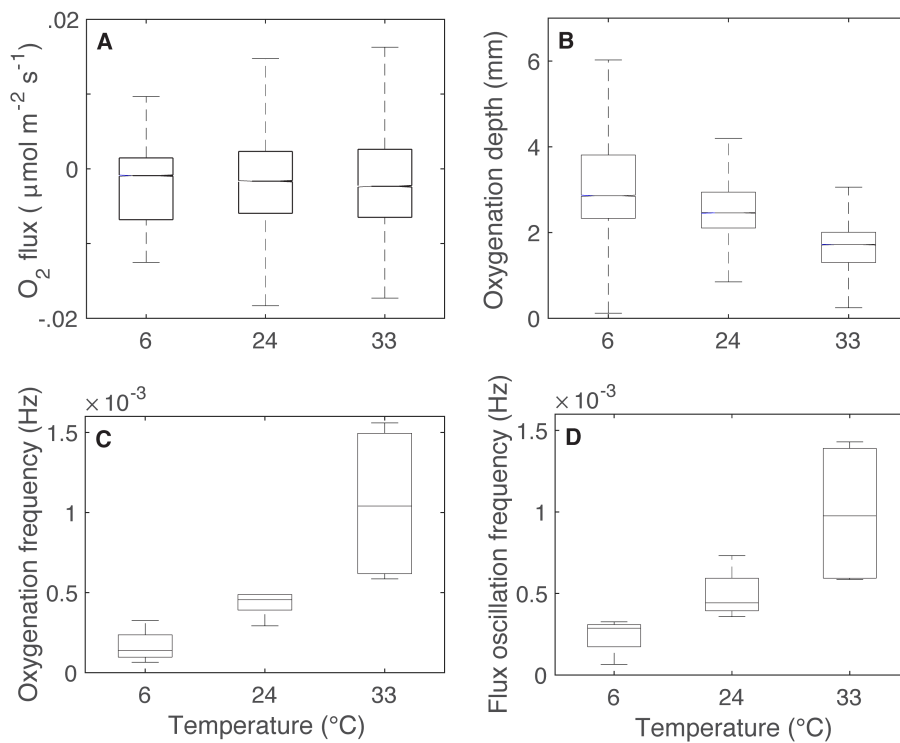 A
O2 flux ( µmol m-2 s-1)
.02
0
-.02
6 24 33
B
Oxygenation depth (mm)
6
4
2
0
6 24 33
C
Oxygenation frequency (Hz)
× 10-3
1.5
1
0.5
0
6 24 33
Temperature (°C)
D
Flux oscillation frequency (Hz)
× 10-3
1.5
1
0.5
0
6 24 33
Temperature (°C)